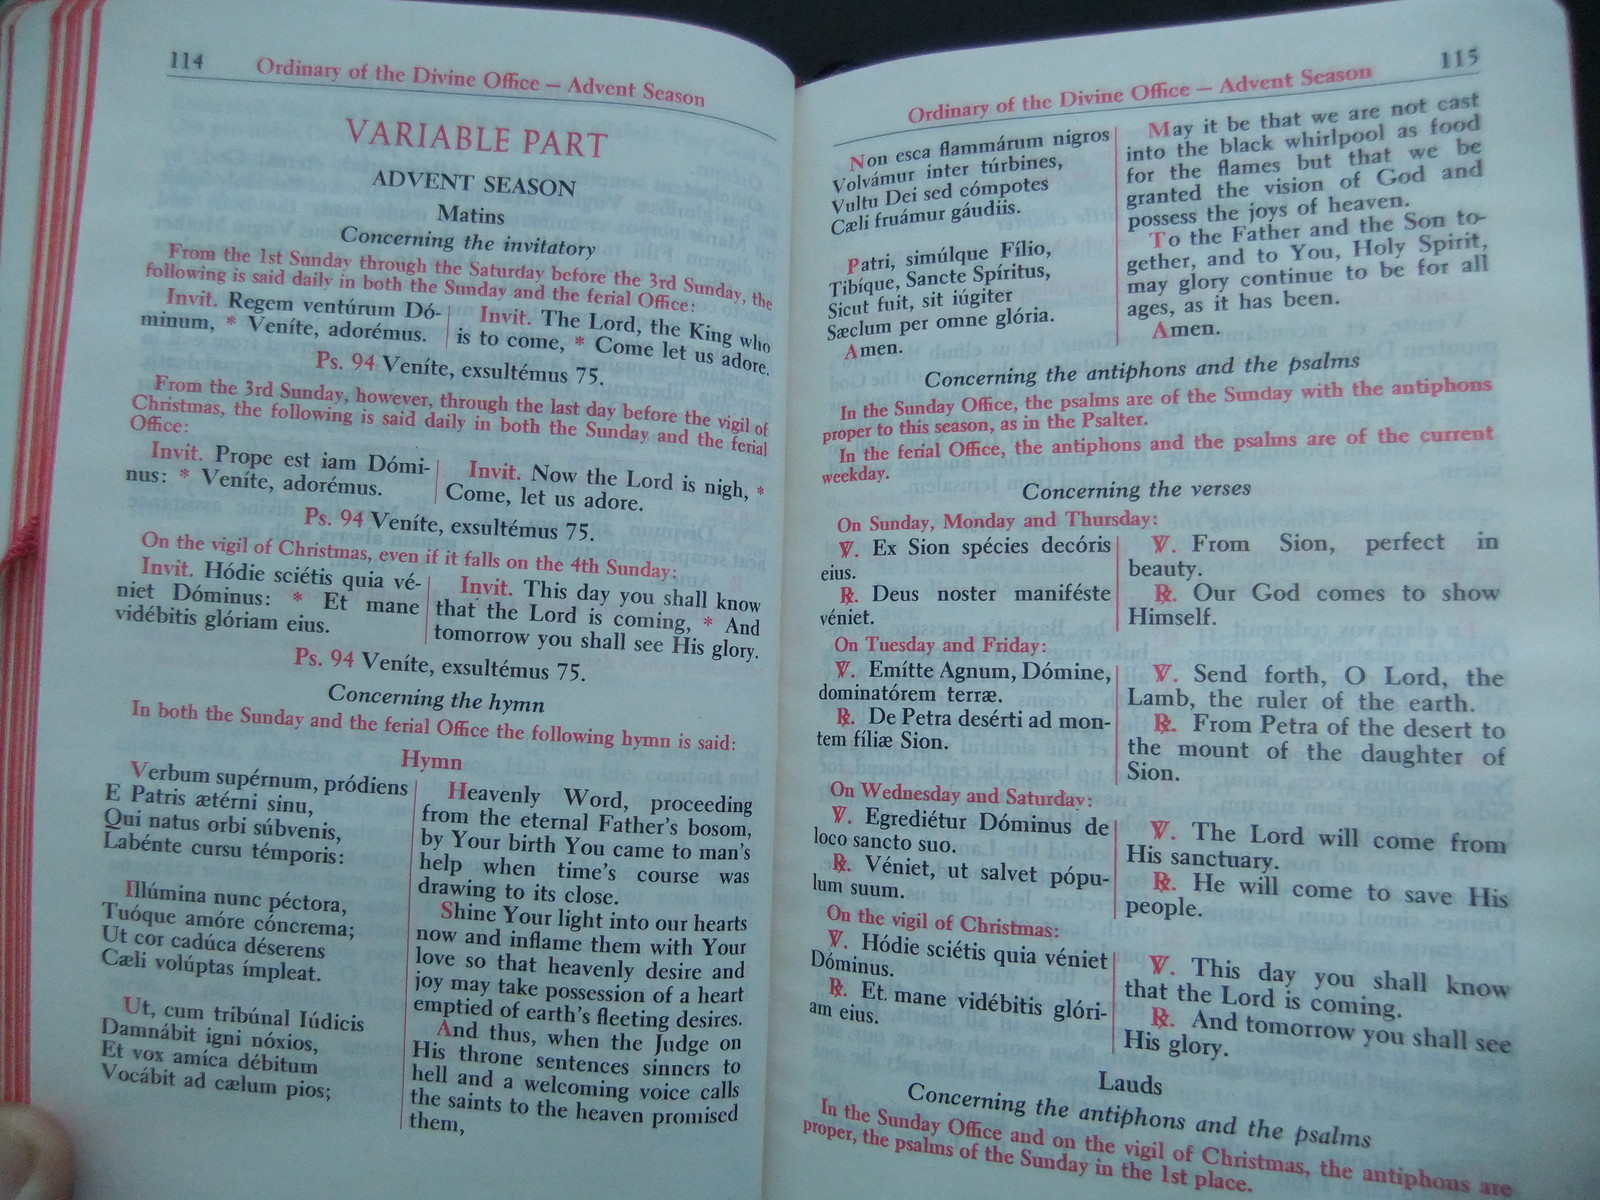 114
Ordinary of the Divine Office — Advent Season
VARIABLE PART
ADVENT SEASON
Matins
Concerning the invitatory
From the 1st Sunday through the Saturday before the 3rd Sunday, the
following is said daily in both the Sunday and the ferial Office:
Invit. Regem ventúrum Dó-
minum, * Veníte, adorémus.
Invit. The Lord, the King who
is to come, * Come let us adore.
Ps. 94 Veníte, exsultémus 75.
From the 3rd Sunday, however, through the last day before the vigil of
Christmas, the following is said daily in both the Sunday and the ferial
Office:
Invit. Prope est iam Dómi-
nus: * Veníte, adorémus.
Invit. Now the Lord is nigh, *
Come, let us adore.
Ps. 94 Veníte, exsultémus 75.
On the vigil of Christmas, even if it falls on the 4th Sunday:
Invit. Hódie sciétis quia vé-
niet Dóminus: * Et mane
vidébitis glóriam eius.
Invit. This day you shall know
that the Lord is coming, * And
tomorrow you shall see His glory.
Ps. 94 Veníte, exsultémus 75.
Concerning the hymn
In both the Sunday and the ferial Office the following hymn is said:
Hymn
Verbum supérnum, pródiens
E Patris ætérni sinu,
Qui natus orbi súbvenis,
Labénte cursu témporis:
Illúmina nunc péctora,
Tuóque amóre cóncrema;
Ut cor cadúca déserens
Cæli volúptas ímpleat.
Ut, cum tribúnal Iúdicis
Damnábit igni nóxios,
Et vox amíca débitum
Vocábit ad cælum pios;
Heavenly Word, proceeding
from the eternal Father's bosom,
by Your birth You came to man's
help when time's course was
drawing to its close.
Shine Your light into our hearts
now and inflame them with Your
love so that heavenly desire and
joy may take possession of a heart
emptied of earth's fleeting desires.
And thus, when the Judge on
His throne sentences sinners to
hell and a welcoming voice calls
the saints to the heaven promised
them,
Ordinary of the Divine Office — Advent Season
115
Non esca flammárum nigros
Volvámur inter túrbines,
Vultu Dei sed cómpotes
Cæli fruámur gáudiis.
Patri, simúlque Fílio,
Tibíque, Sancte Spíritus,
Sicut fuit, sit iúgiter
Sæclum per omne glória.
Amen.
May it be that we are not cast
into the black whirlpool as food
for the flames but that we be
granted the vision of God and
possess the joys of heaven.
To the Father and the Son to-
gether, and to You, Holy Spirit,
may glory continue to be for all
ages, as it has been.
Amen.
Concerning the antiphons and the psalms
In the Sunday Office, the psalms are of the Sunday with the antiphons
proper to this season, as in the Psalter.
In the ferial Office, the antiphons and the psalms are of the current
weekday.
Concerning the verses
On Sunday, Monday and Thursday:
℣. Ex Sion spécies decóris
eius.
℟. Deus noster maniféste
véniet.
℣. From Sion, perfect in
beauty.
℟. Our God comes to show
Himself.
On Tuesday and Friday:
℣. Emítte Agnum, Dómine,
dominatórem terræ.
℟. De Petra desérti ad mon-
tem fíliæ Sion.
℣. Send forth, O Lord, the
Lamb, the ruler of the earth.
℟. From Petra of the desert to
the mount of the daughter of
Sion.
On Wednesday and Saturday:
℣. Egrediétur Dóminus de
loco sancto suo.
℟. Véniet, ut salvet pópu-
lum suum.
℣. The Lord will come from
His sanctuary.
℟. He will come to save His
people.
On the vigil of Christmas:
℣. Hódie sciétis quia véniet
Dóminus.
℟. Et mane vidébitis glóri-
am eius.
℣. This day you shall know
that the Lord is coming.
℟. And tomorrow you shall see
His glory.
Lauds
Concerning the antiphons and the psalms
In the Sunday Office and on the vigil of Christmas, the antiphons are
proper, the psalms of the Sunday in the 1st place.